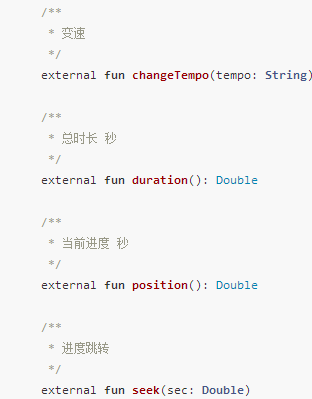 /**
 * 变速
 */
external fun changeTempo(tempo: String)
/**
 * 总时长 秒
 */
external fun duration(): Double
/**
 * 当前进度 秒
 */
external fun position(): Double
/**
 * 进度跳转
 */
external fun seek(sec: Double)